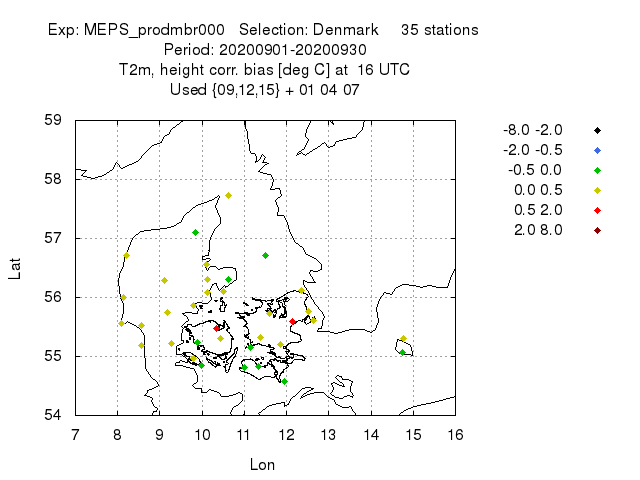 Exp: MEPS_prodmbr000 Selection: Denmark 35 stations
Period: 20200901-20200930
T2m, height corr. bias [deg C] at 16 UTC
Used {09,12,15} + 01 04 07
-8.0 -2.0
-2.0 -0.5
-0.5 0.0
0.0 0.5
0.5 2.0
2.0 8.0
59
58
57
56
55
54
Lat
7 8 9 10 11 12 13 14 15 16
Lon